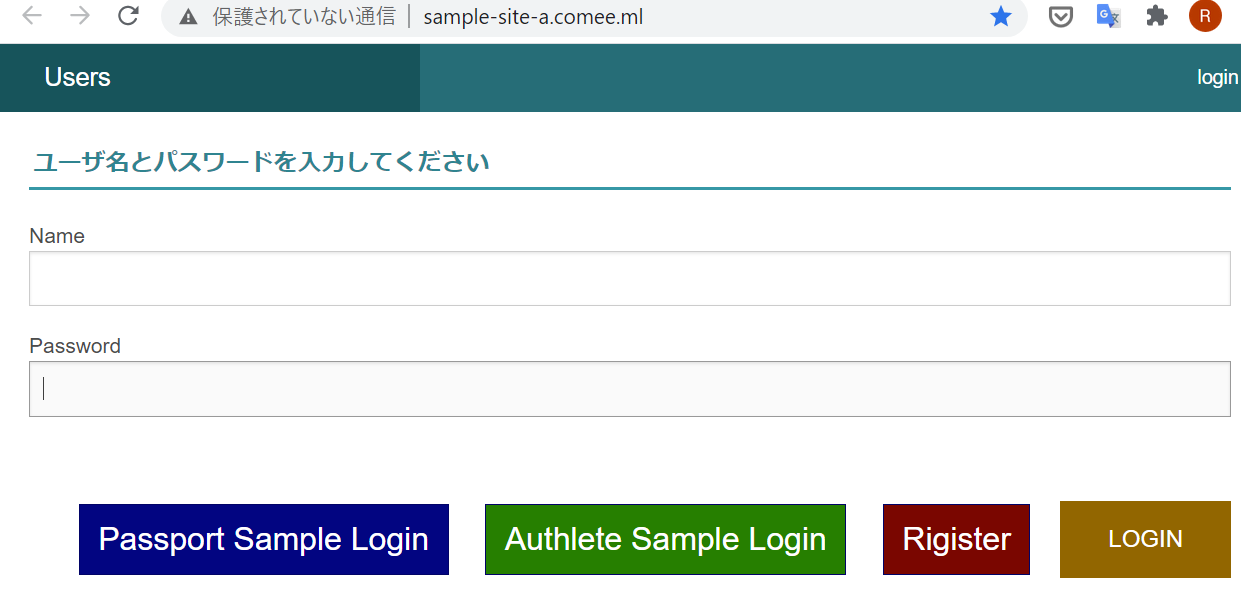 保護されていない通信 | sample-site-a.comee.ml
R
Users
login
ユーザ名とパスワードを入力してください
Name
Password
Passport Sample Login
Authlete Sample Login
Rigister
LOGIN